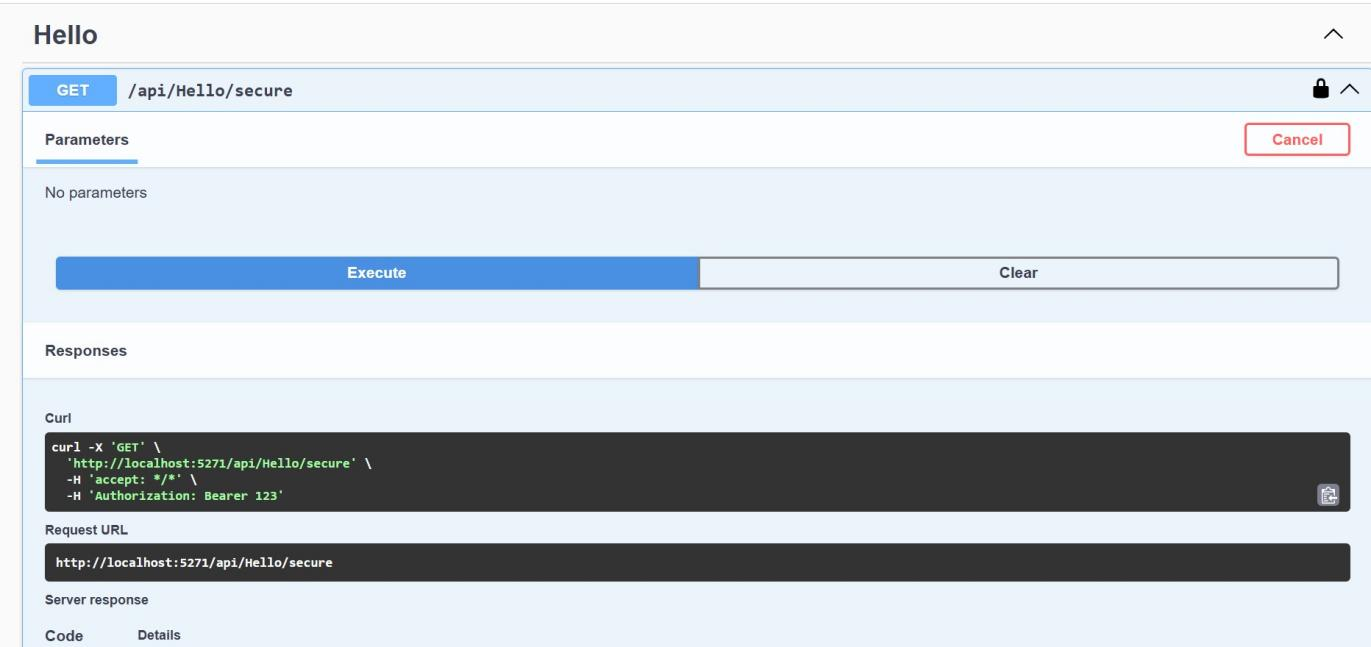 Hello
GET /api/Hello/secure
Parameters
Cancel
No parameters
Execute
Clear
Responses
Curl
curl -X 'GET' \
'http://localhost:5271/api/Hello/secure' \
-H 'accept: */*' \
-H 'Authorization: Bearer 123'
Request URL
http://localhost:5271/api/Hello/secure
Server response
Code Details